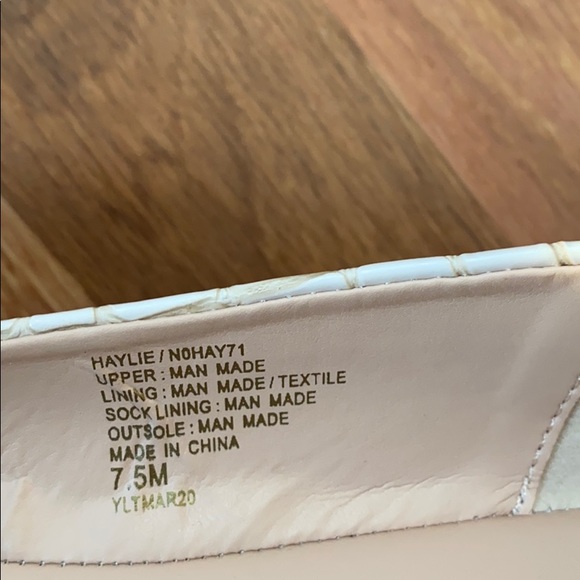 HAYLIE / N0HAY71
UPPER : MAN MADE
LINING : MAN MADE / TEXTILE
SOCK LINING : MAN MADE
OUTSOLE : MAN MADE
MADE IN CHINA
7.5M
YLTMAR20